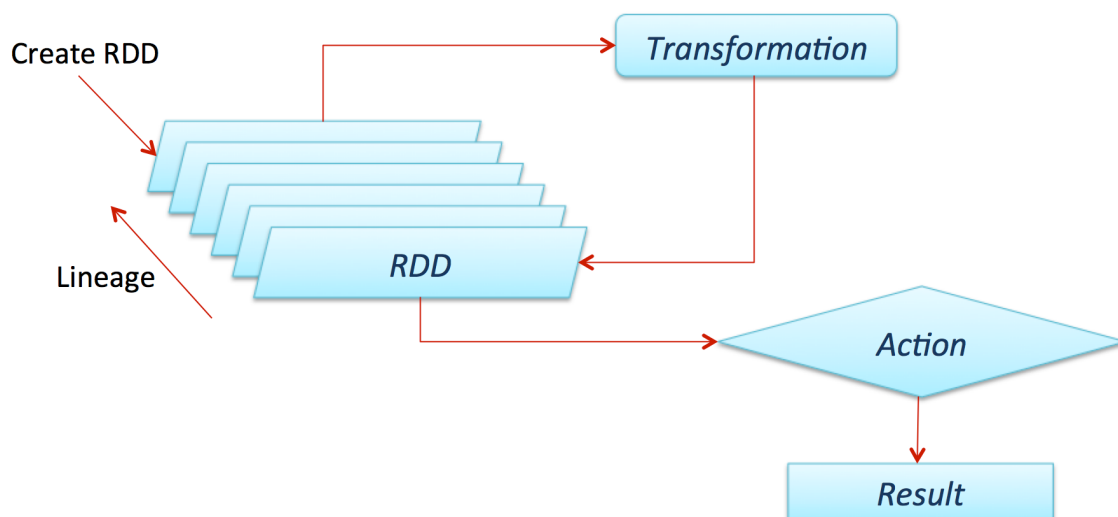 Create RDD
Transformation
Lineage
RDD
Action
Result